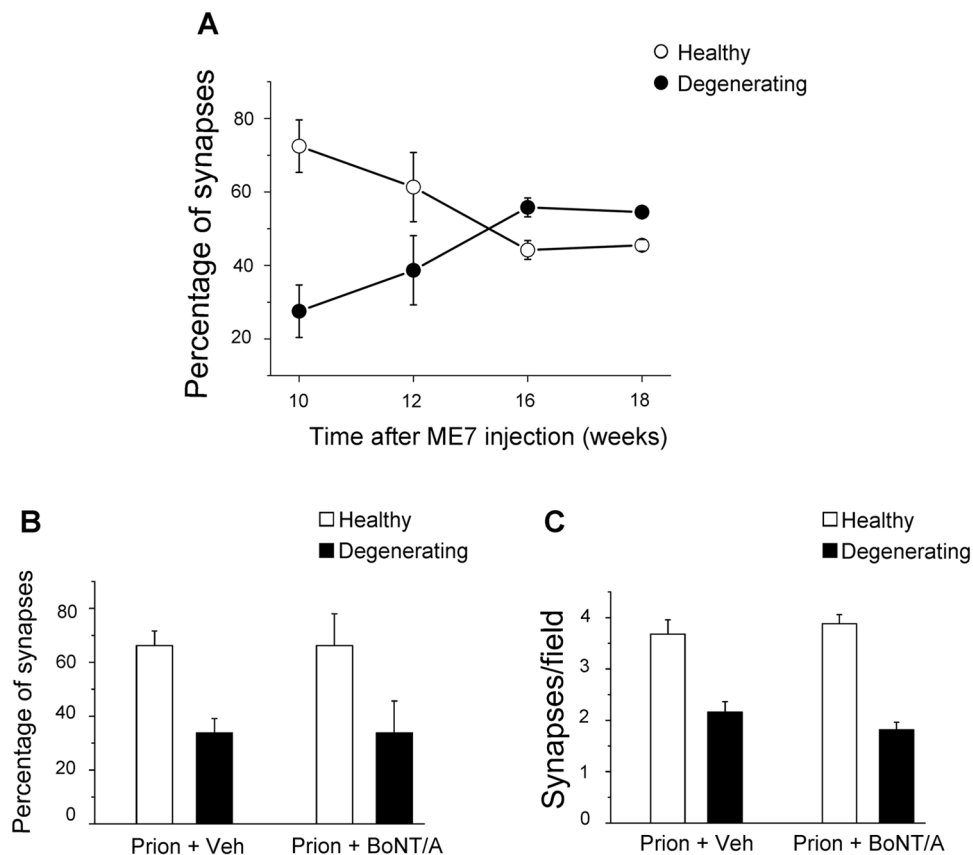 A
Healthy
Degenerating
Percentage of synapses
80
60
40
20
10
12
16
18
Time after ME7 injection (weeks)
B
Healthy
Degenerating
Percentage of synapses
80
60
40
20
0
Prion + Veh
Prion + BoNT/A
C
Healthy
Degenerating
Synapses/field
4
3
2
1
0
Prion + Veh
Prion + BoNT/A